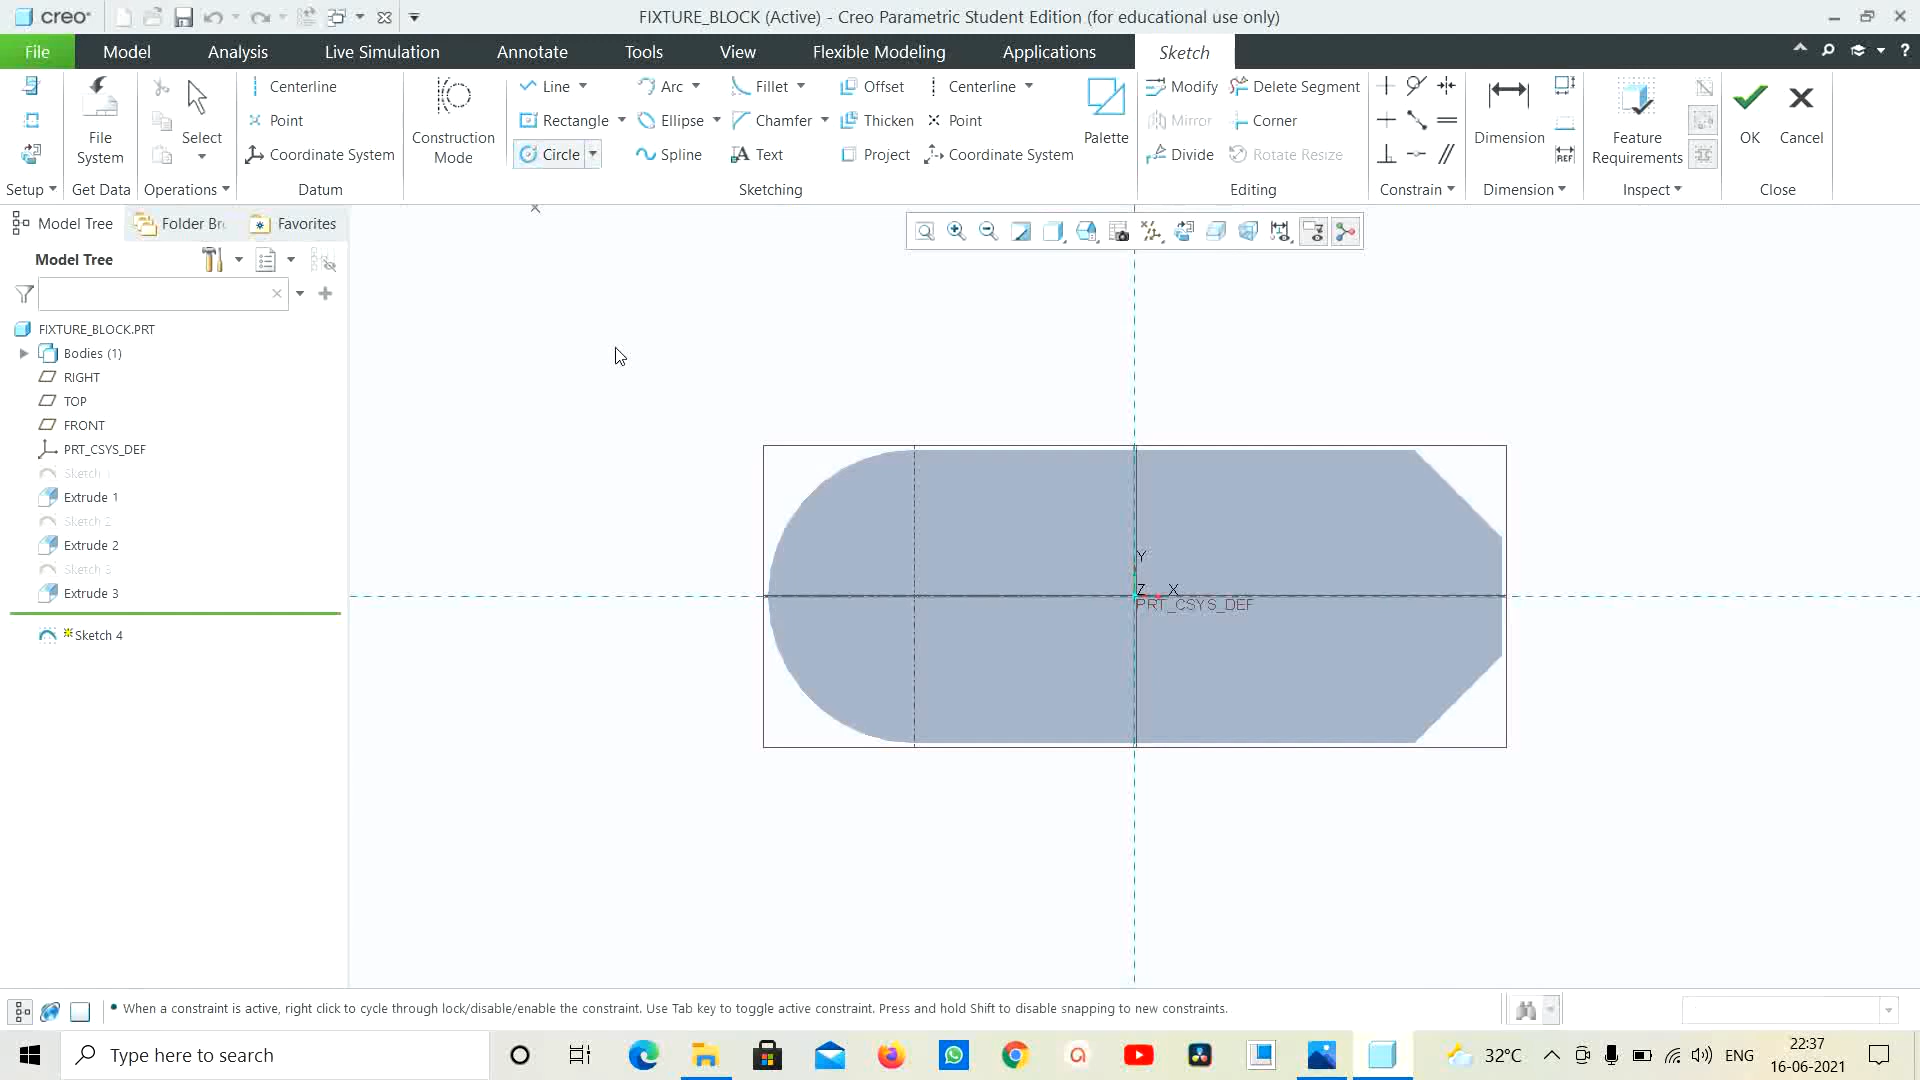 creo
FIXTURE_BLOCK (Active) - Creo Parametric Student Edition (for educational use only)
File Model Analysis Live Simulation Annotate Tools View Flexible Modeling Applications Sketch
Centerline Line Arc Fillet Offset Centerline Modify Delete Segment
Point Rectangle Ellipse Chamfer Thicken Point Mirror Corner
File System Select Coordinate System Construction Mode Circle Spline Text Project Coordinate System Palette Divide Rotate Resize Dimension REF Feature Requirements OK Cancel
Setup Get Data Operations Datum Sketching Editing Constrain Dimension Inspect Close
Model Tree Folder Br Favorites
Model Tree
FIXTURE_BLOCK.PRT
Bodies (1)
RIGHT
TOP
FRONT
PRT_CSYS_DEF
Sketch 1
Extrude 1
Sketch 2
Extrude 2
Sketch 3
Extrude 3
Sketch 4
Y
Z X
PRT_CSYS_DEF
When a constraint is active, right click to cycle through lock/disable/enable the constraint. Use Tab key to toggle active constraint. Press and hold Shift to disable snapping to new constraints.
Type here to search
32°C
ENG
22:37
16-06-2021